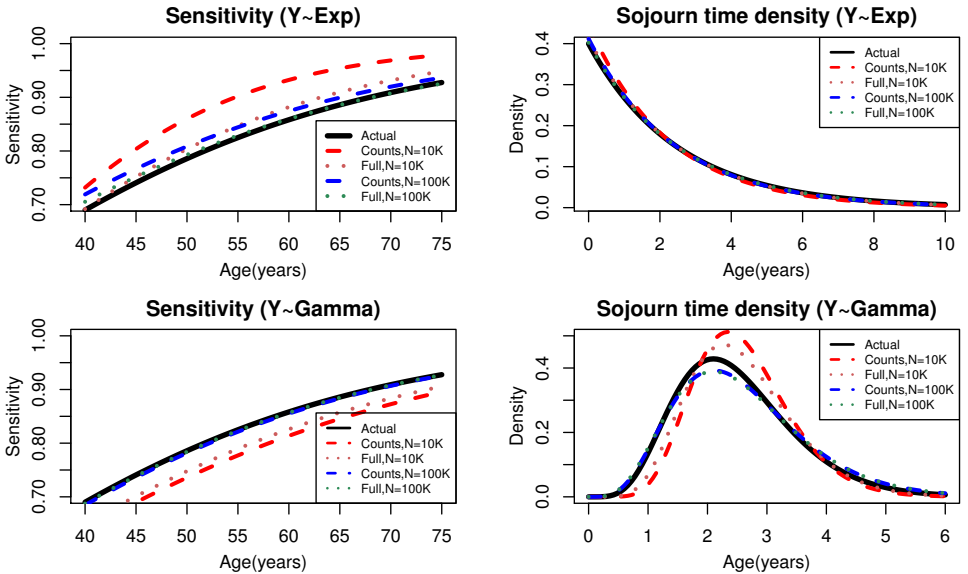 Sensitivity (Y~Exp)
Sensitivity
0.70 0.80 0.90 1.00
Actual
Counts,N=10K
Full,N=10K
Counts,N=100K
Full,N=100K
40 45 50 55 60 65 70 75
Age(years)
Sojourn time density (Y~Exp)
Density
0.0 0.1 0.2 0.3 0.4
Actual
Counts,N=10K
Full,N=10K
Counts,N=100K
Full,N=100K
0 2 4 6 8 10
Age(years)
Sensitivity (Y~Gamma)
Sensitivity
0.70 0.80 0.90 1.00
Actual
Counts,N=10K
Full,N=10K
Counts,N=100K
Full,N=100K
40 45 50 55 60 65 70 75
Age(years)
Sojourn time density (Y~Gamma)
Density
0.0 0.2 0.4
Actual
Counts,N=10K
Full,N=10K
Counts,N=100K
Full,N=100K
0 1 2 3 4 5 6
Age(years)